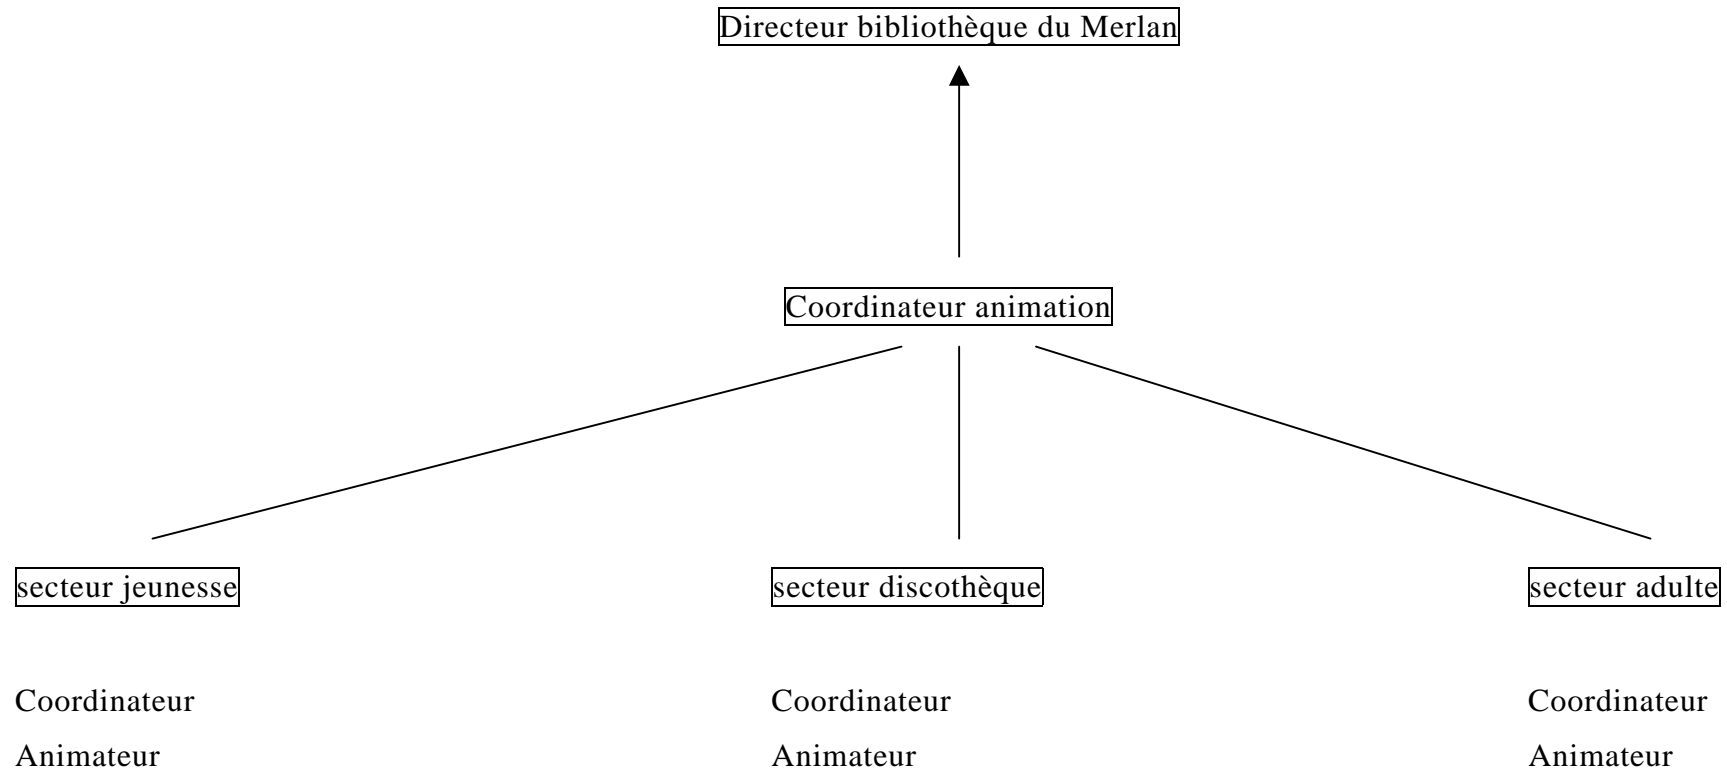 Directeur bibliothèque du Merlan
Coordinateur animation
secteur jeunesse secteur discothèque secteur adulte
Coordinateur Coordinateur Coordinateur
Animateur Animateur Animateur